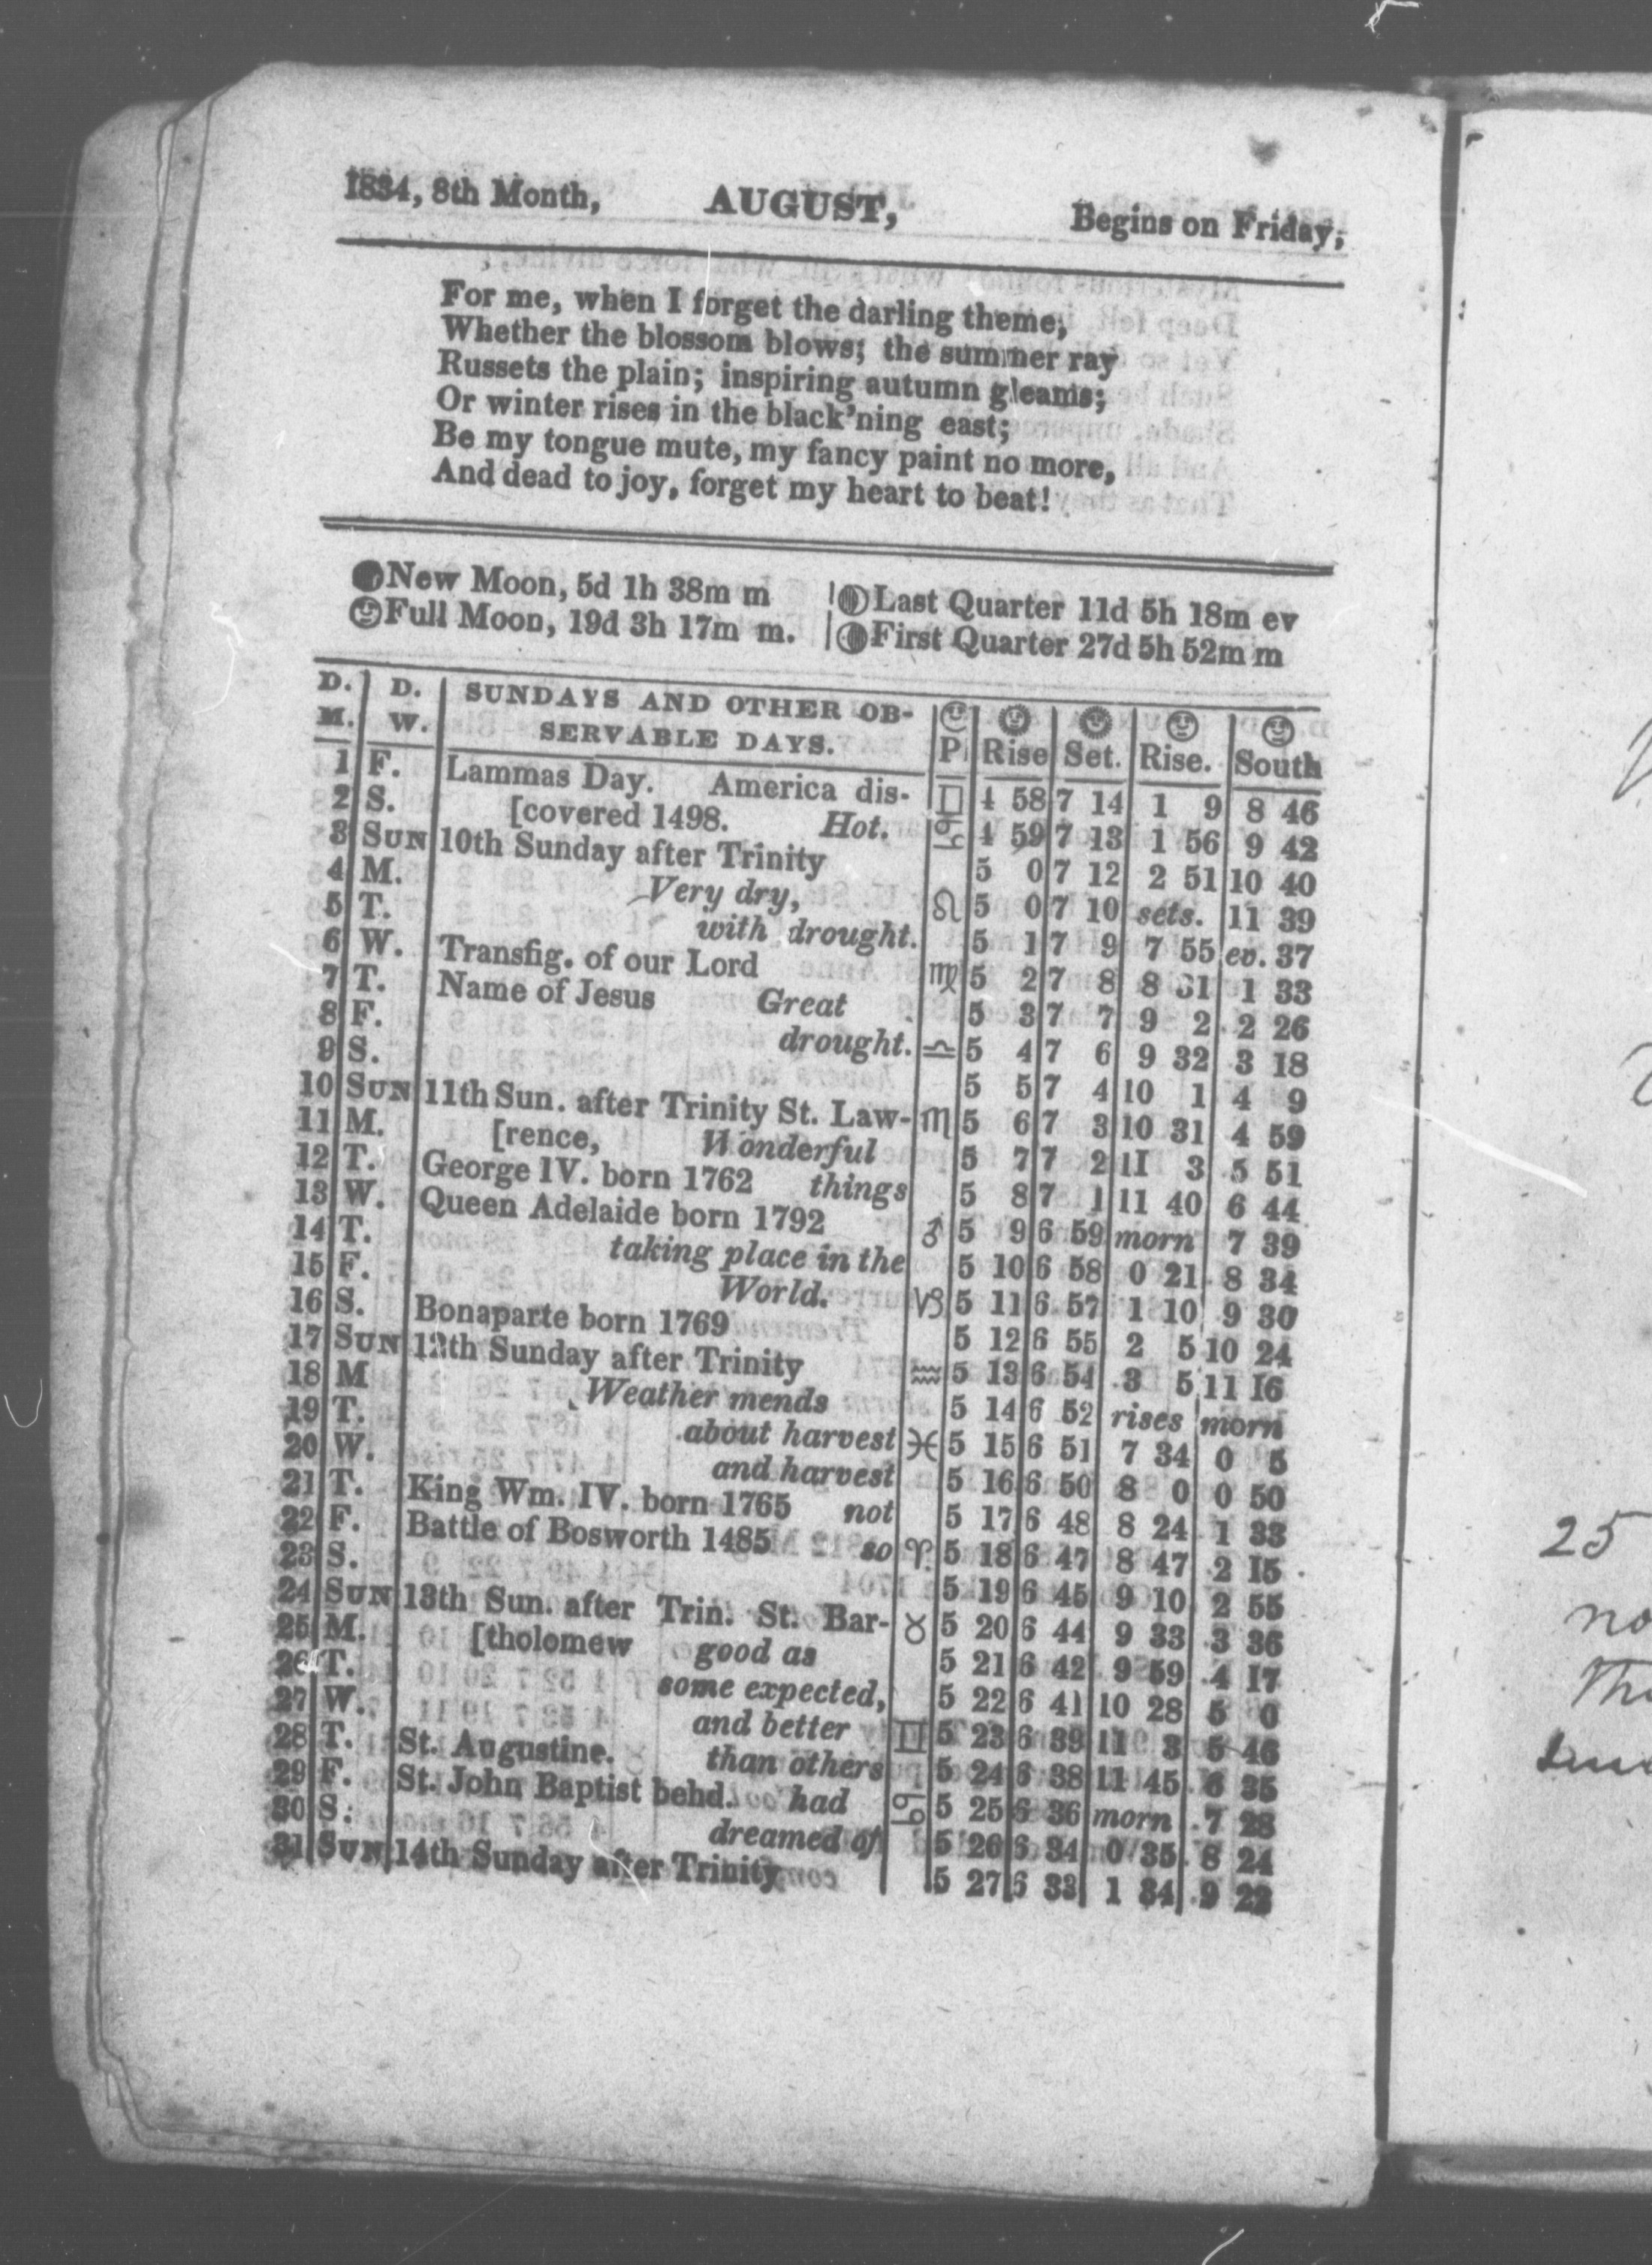 1834, 8th Month, AUGUST, Begins on Friday;
For me, when I forget the darling theme,
Whether the blossom blows; the summer ray
Russets the plain; inspiring autumn gleams;
Or winter rises in the black'ning east;
Be my tongue mute, my fancy paint no more,
And dead to joy, forget my heart to beat!
New Moon, 5d 1h 38m m Last Quarter 11d 5h 18m ev
Full Moon, 19d 3h 17m m. First Quarter 27d 5h 52m m
D. M. D. W. SUNDAYS AND OTHER OB-
SERVABLE DAYS. P Rise Set. Rise. South
1 F. Lammas Day. America dis- ♊ 4 58 7 14 1 9 8 46
2 S. [covered 1498. Hot. ♋ 4 59 7 13 1 56 9 42
3 SUN 10th Sunday after Trinity 5 0 7 12 2 51 10 40
4 M. Very dry, ♌ 5 0 7 10 sets. 11 39
5 T. with drought. 5 1 7 9 7 55 ev. 37
6 W. Transfig. of our Lord ♍ 5 2 7 8 8 31 1 33
7 T. Name of Jesus Great 5 3 7 7 9 2 2 26
8 F. drought. ♎ 5 4 7 6 9 32 3 18
9 S. 5 5 7 4 10 1 4 9
10 SUN 11th Sun. after Trinity St. Law- ♏ 5 6 7 3 10 31 4 59
11 M. [rence, Wonderful 5 7 7 2 11 3 5 51
12 T. George IV. born 1762 things 5 8 7 1 11 40 6 44
13 W. Queen Adelaide born 1792 ♂ 5 9 6 59 morn 7 39
14 T. taking place in the 5 10 6 58 0 21 8 34
15 F. World. ♑ 5 11 6 57 1 10 9 30
16 S. Bonaparte born 1769 5 12 6 55 2 5 10 24
17 SUN 12th Sunday after Trinity ♒ 5 13 6 54 3 5 11 16
18 M Weather mends 5 14 6 52 rises morn
19 T. about harvest ♓ 5 15 6 51 7 34 0 5
20 W. and harvest 5 16 6 50 8 0 0 50
21 T. King Wm. IV. born 1765 not 5 17 6 48 8 24 1 33
22 F. Battle of Bosworth 1485 so ♈ 5 18 6 47 8 47 2 15
23 S. 5 19 6 45 9 10 2 55
24 SUN 13th Sun. after Trin. St. Bar- ♉ 5 20 6 44 9 33 3 36
25 M. [tholomew good as 5 21 6 42 9 59 4 17
26 T. some expected, 5 22 6 41 10 28 5 0
27 W. and better ♊ 5 23 6 39 11 3 5 46
28 T. St. Augustine. than others 5 24 6 38 11 45 6 35
29 F. St. John Baptist behd. had ♋ 5 25 6 36 morn 7 28
30 S. dreamed of 5 26 6 34 0 35 8 24
31 SUN 14th Sunday after Trinity 5 27 6 33 1 34 9 23
25
no